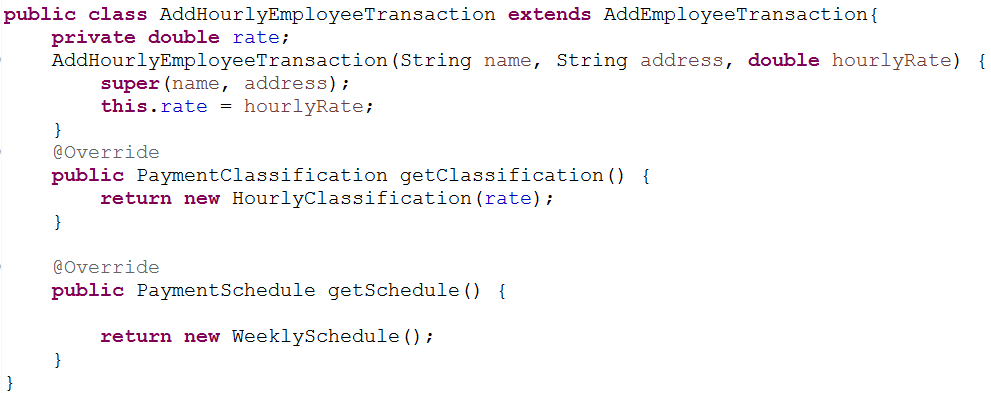 public class AddHourlyEmployeeTransaction extends AddEmployeeTransaction{
    private double rate;
    AddHourlyEmployeeTransaction(String name, String address, double hourlyRate) {
        super(name, address);
        this.rate = hourlyRate;
    }
    @Override
    public PaymentClassification getClassification() {
        return new HourlyClassification(rate);
    }

    @Override
    public PaymentSchedule getSchedule() {

        return new WeeklySchedule();
    }
}